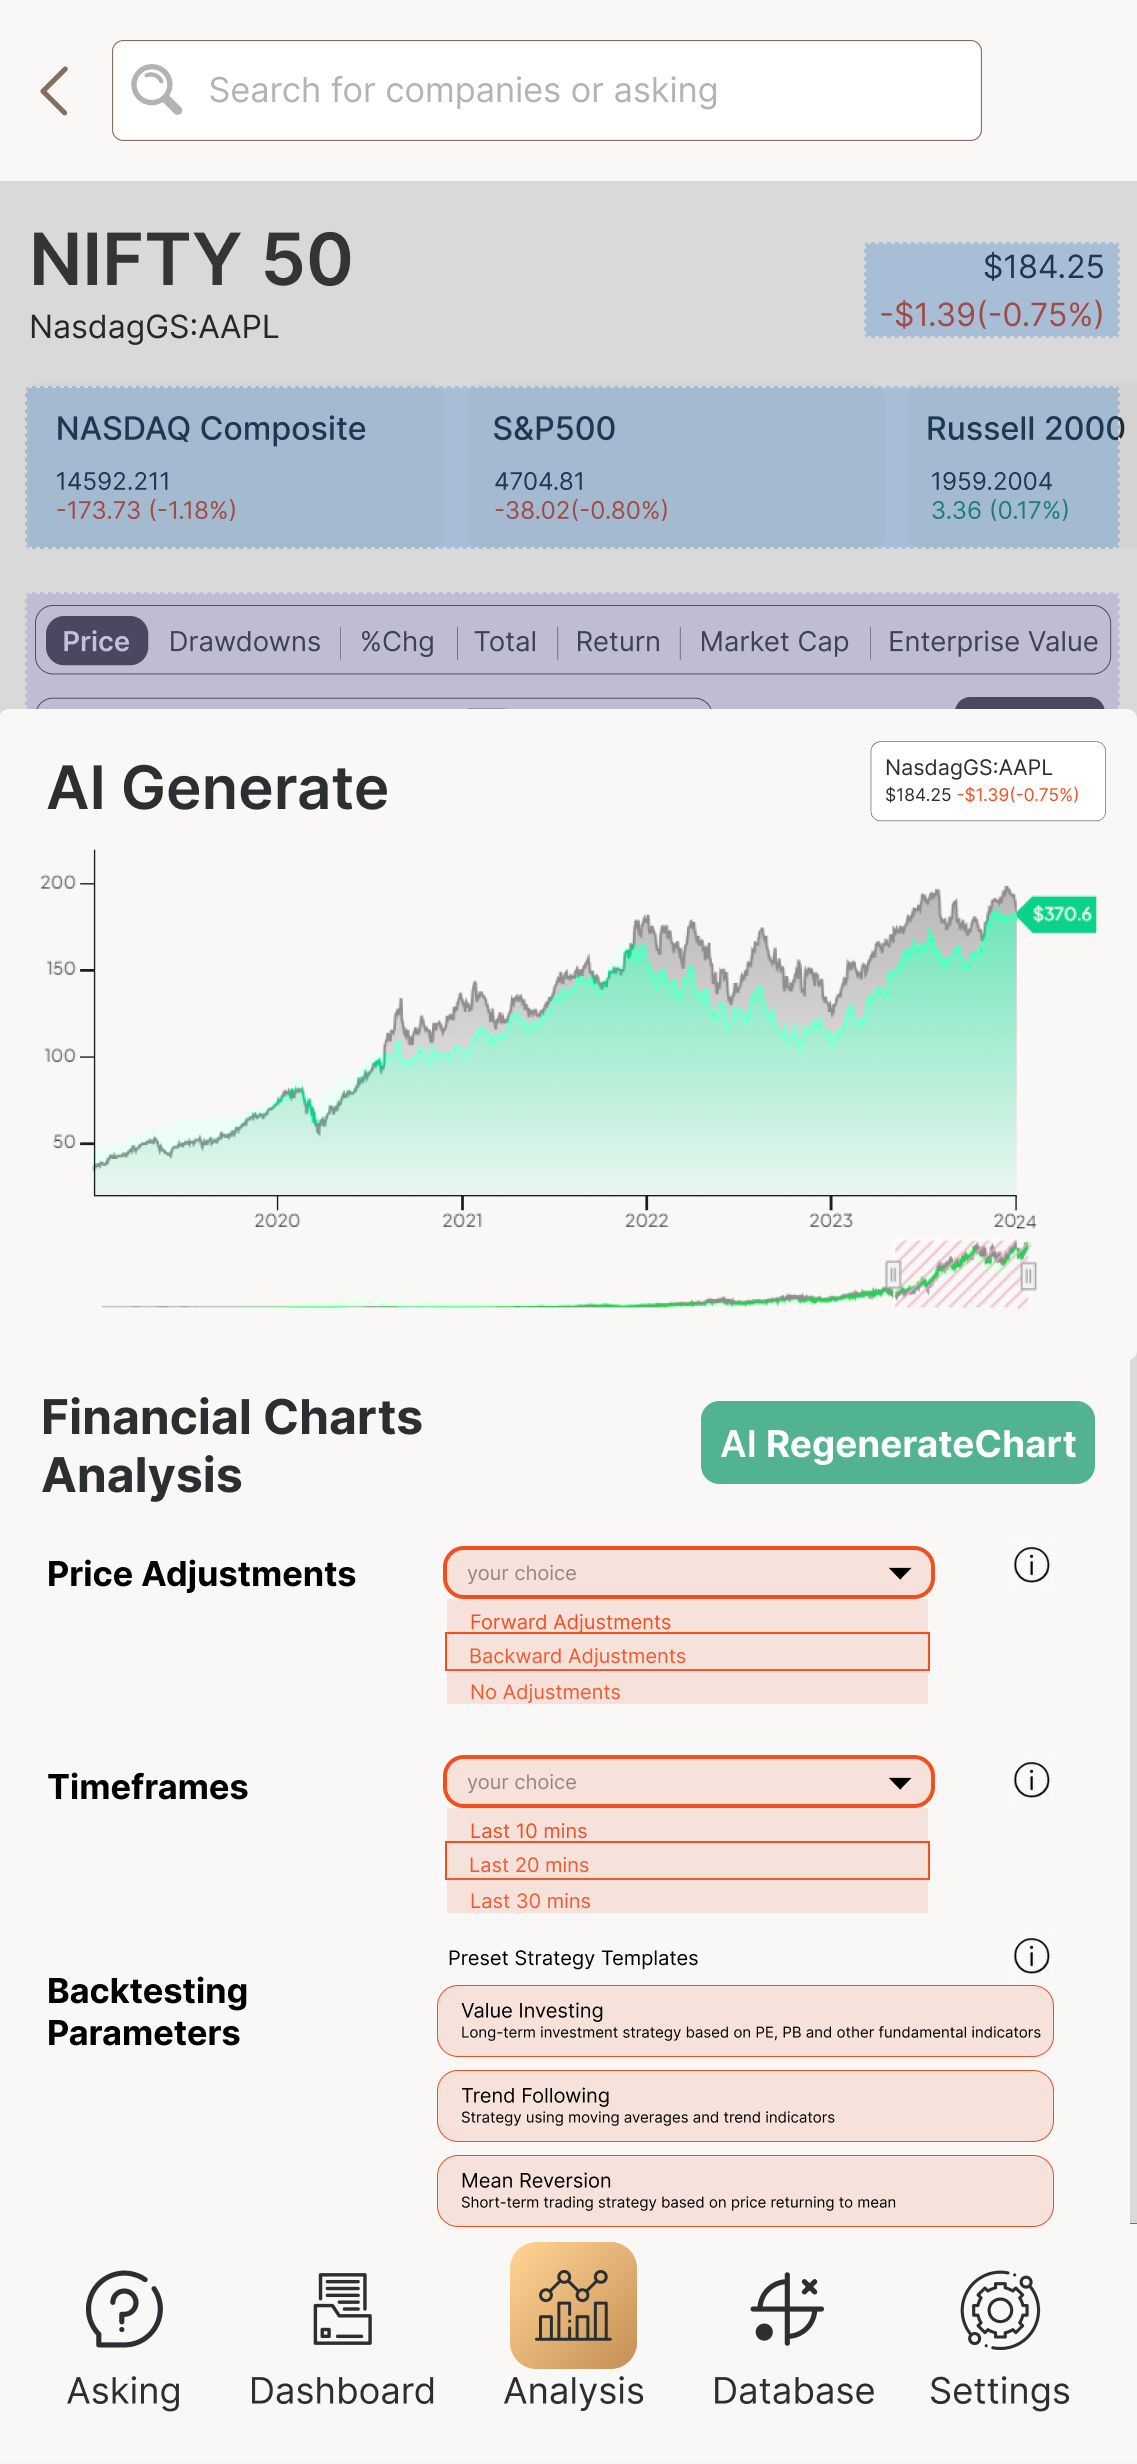 Search for companies or asking
NIFTY 50
$184.25
NasdagGS:AAPL
-$1.39(-0.75%)
NASDAQ Composite
14592.211
-173.73 (-1.18%)
S&P500
4704.81
-38.02(-0.80%)
Russell 2000
1959.2004
3.36 (0.17%)
Price
Drawdowns
%Chg
Total
Return
Market Cap
Enterprise Value
AI Generate
NasdagGS:AAPL
$184.25 -$1.39(-0.75%)
200
150
100
50
$370.6
2020
2021
2022
2023
2024
Financial Charts
Analysis
AI RegenerateChart
Price Adjustments
your choice
Forward Adjustments
Backward Adjustments
No Adjustments
Timeframes
your choice
Last 10 mins
Last 20 mins
Last 30 mins
Backtesting
Parameters
Preset Strategy Templates
Value Investing
Long-term investment strategy based on PE, PB and other fundamental indicators
Trend Following
Strategy using moving averages and trend indicators
Mean Reversion
Short-term trading strategy based on price returning to mean
Asking
Dashboard
Analysis
Database
Settings